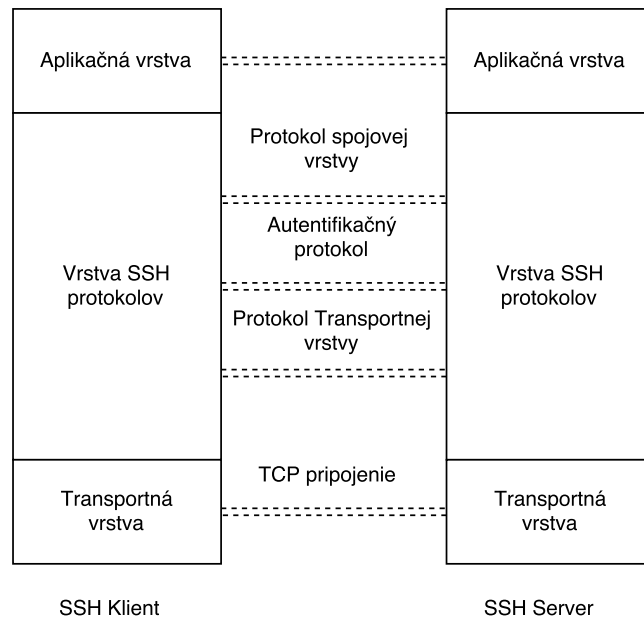 Aplikačná vrstva
Aplikačná vrstva
Protokol spojovej
vrstvy
Autentifikačný
protokol
Vrstva SSH
protokolov
Vrstva SSH
protokolov
Protokol Transportnej
vrstvy
TCP pripojenie
Transportná
vrstva
Transportná
vrstva
SSH Klient
SSH Server